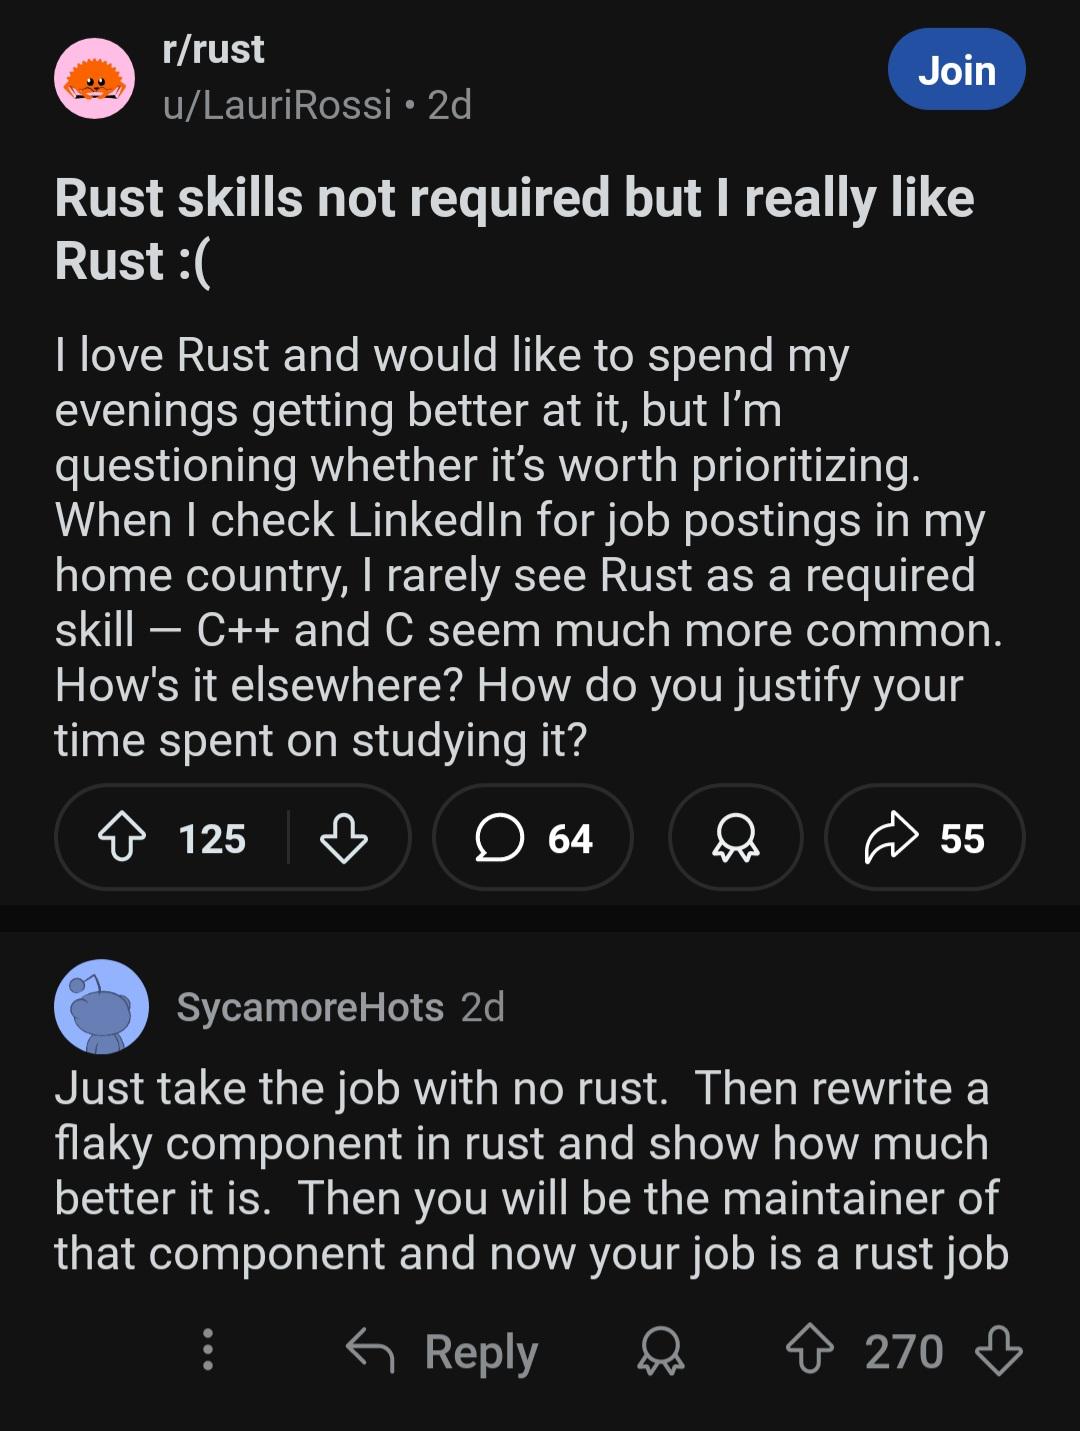 r/rust
u/LauriRossi • 2d
Join
Rust skills not required but I really like
Rust :(
I love Rust and would like to spend my
evenings getting better at it, but I’m
questioning whether it’s worth prioritizing.
When I check LinkedIn for job postings in my
home country, I rarely see Rust as a required
skill — C++ and C seem much more common.
How's it elsewhere? How do you justify your
time spent on studying it?
125
64
55
SycamoreHots 2d
Just take the job with no rust.  Then rewrite a
flaky component in rust and show how much
better it is.  Then you will be the maintainer of
that component and now your job is a rust job
Reply
270